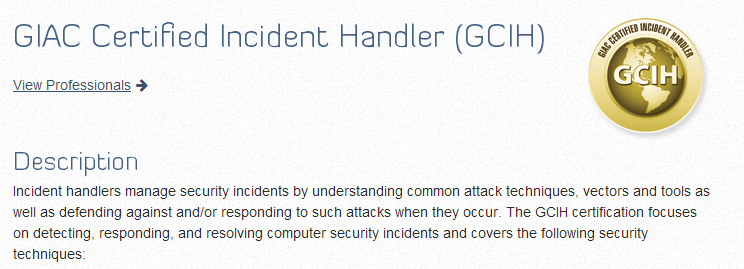 GIAC Certified Incident Handler (GCIH)
GIAC CERTIFIED INCIDENT HANDLER
GCIH
View Professionals
Description
Incident handlers manage security incidents by understanding common attack techniques, vectors and tools as
well as defending against and/or responding to such attacks when they occur. The GCIH certification focuses
on detecting, responding, and resolving computer security incidents and covers the following security
techniques: